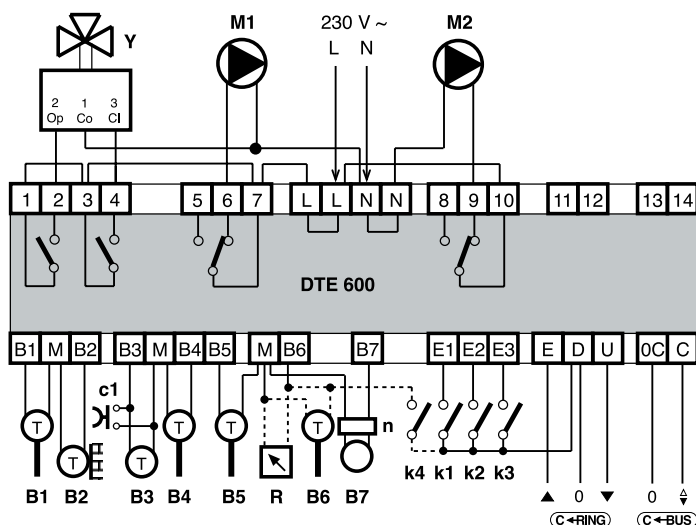 M1 230 V ~ M2
Y L N
2 1 3
Op Co Cl
1 2 3 4 5 6 7 L L N N 8 9 10 11 12 13 14
DTE 600
B1 M B2 B3 M B4 B5 M B6 B7 E1 E2 E3 E D U 0C C
c1
T T T T T T n
k4 k1 k2 k3
B1 B2 B3 B4 B5 R B6 B7 0
C RING C BUS